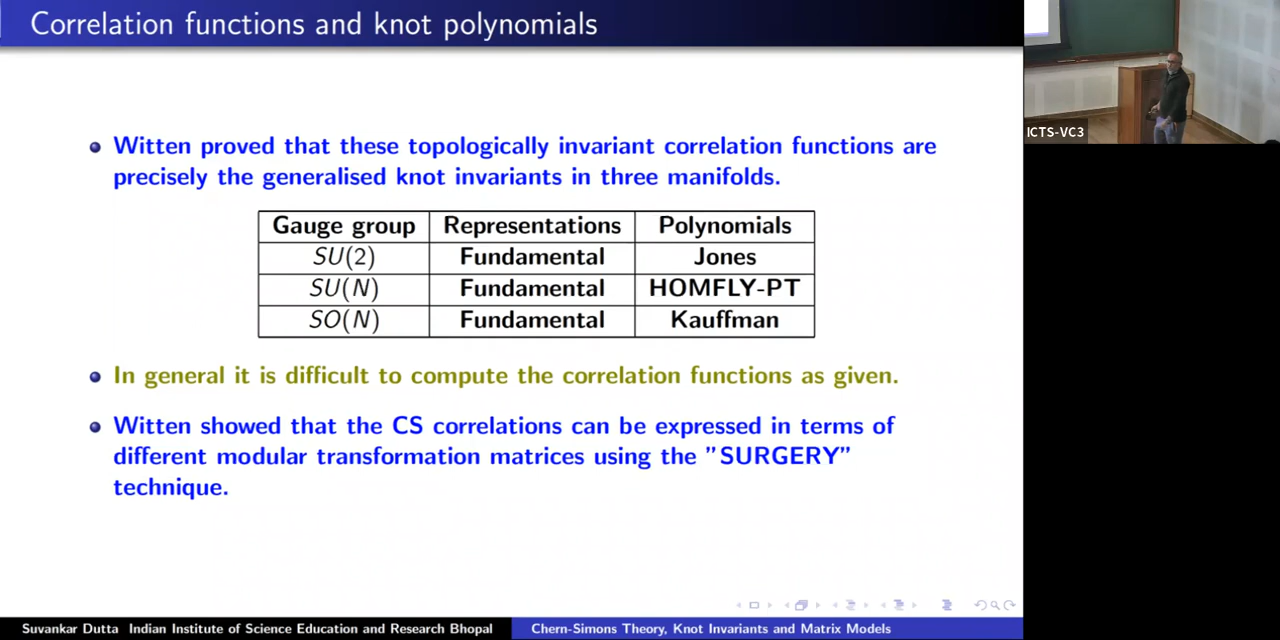 Correlation functions and knot polynomials
Witten proved that these topologically invariant correlation functions are
precisely the generalised knot invariants in three manifolds.
Gauge group Representations Polynomials
SU(2) Fundamental Jones
SU(N) Fundamental HOMFLY-PT
SO(N) Fundamental Kauffman
In general it is difficult to compute the correlation functions as given.
Witten showed that the CS correlations can be expressed in terms of
different modular transformation matrices using the "SURGERY"
technique.
Suvankar Dutta Indian Institute of Science Education and Research Bhopal Chern-Simons Theory, Knot Invariants and Matrix Models
ICTS-VC3